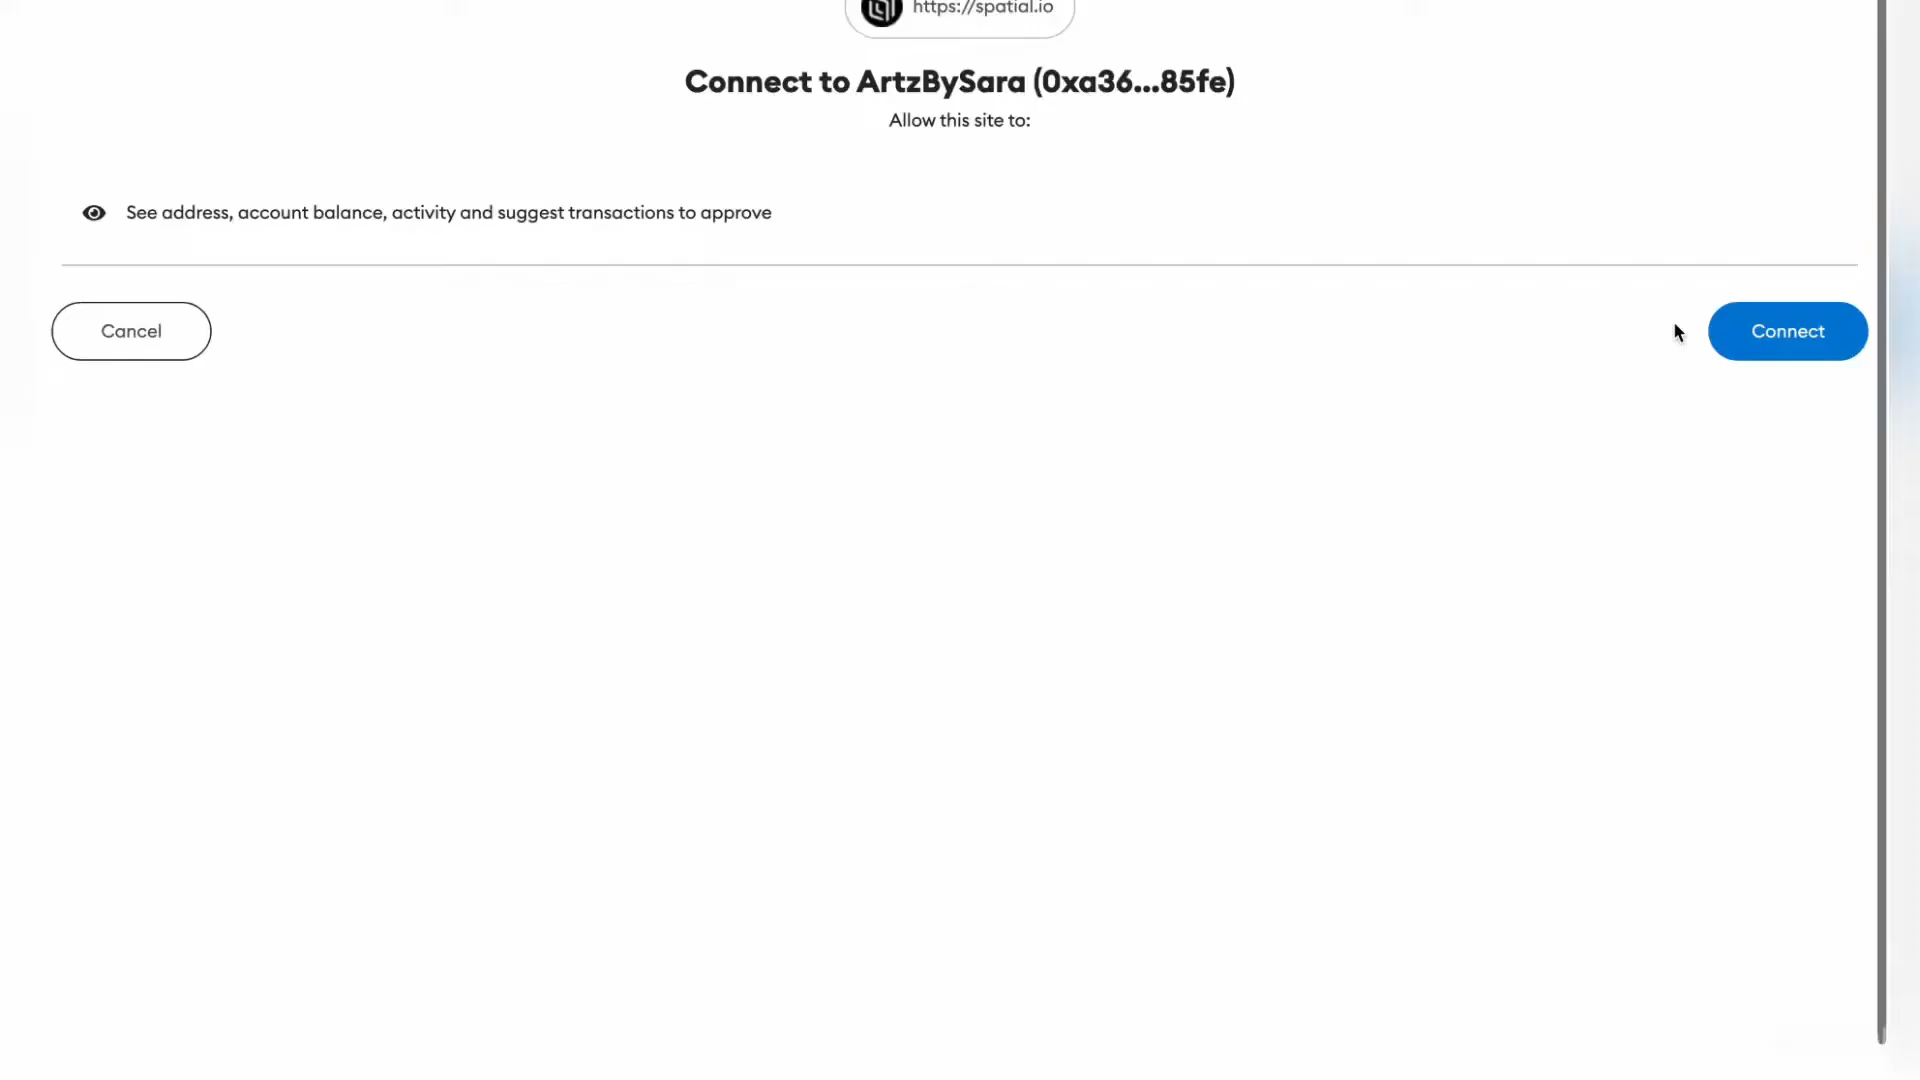 https://spatial.io
Connect to ArtzBySara (0xa36...85fe)
Allow this site to:
See address, account balance, activity and suggest transactions to approve
Cancel
Connect